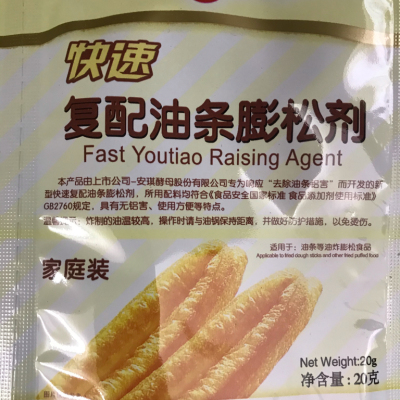 快速
复配油条膨松剂
Fast Youtiao Raising Agent
本产品由上市公司-安琪酵母股份有限公司专为响应“去除油条铝害”而开发的新
型快速复配油条膨松剂，所用配料均符合《食品安全国家标准 食品添加剂使用标准》
GB2760规定，具有无铝害、使用方便等特点。
温馨提示：炸制的油温较高，操作时请与油锅保持距离，并做好防护措施，以免烫伤。
适用于：油条等油炸膨松食品
Applicable to fried dough sticks and other fried puffed food
家庭装
Net Weight:20g
净含量:20克